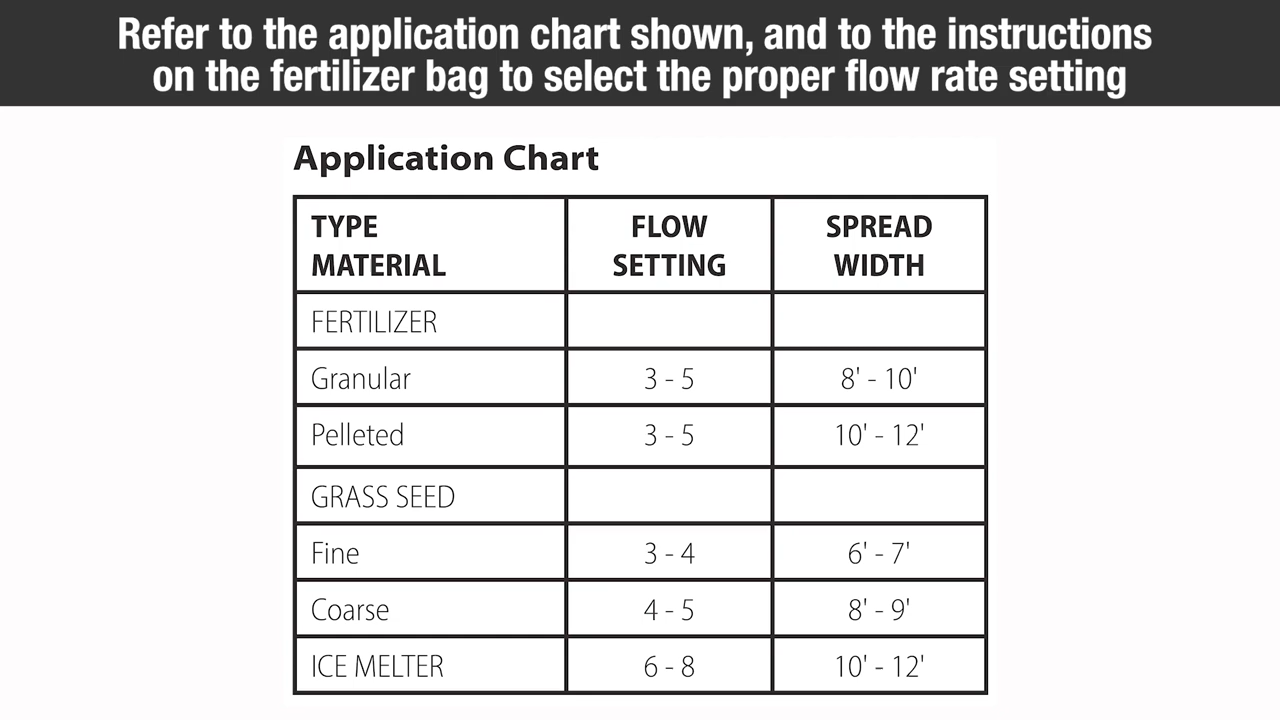 Refer to the application chart shown, and to the instructions
on the fertilizer bag to select the proper flow rate setting
Application Chart
TYPE MATERIAL FLOW SETTING SPREAD WIDTH
FERTILIZER
Granular 3 - 5 8' - 10'
Pelleted 3 - 5 10' - 12'
GRASS SEED
Fine 3 - 4 6' - 7'
Coarse 4 - 5 8' - 9'
ICE MELTER 6 - 8 10' - 12'